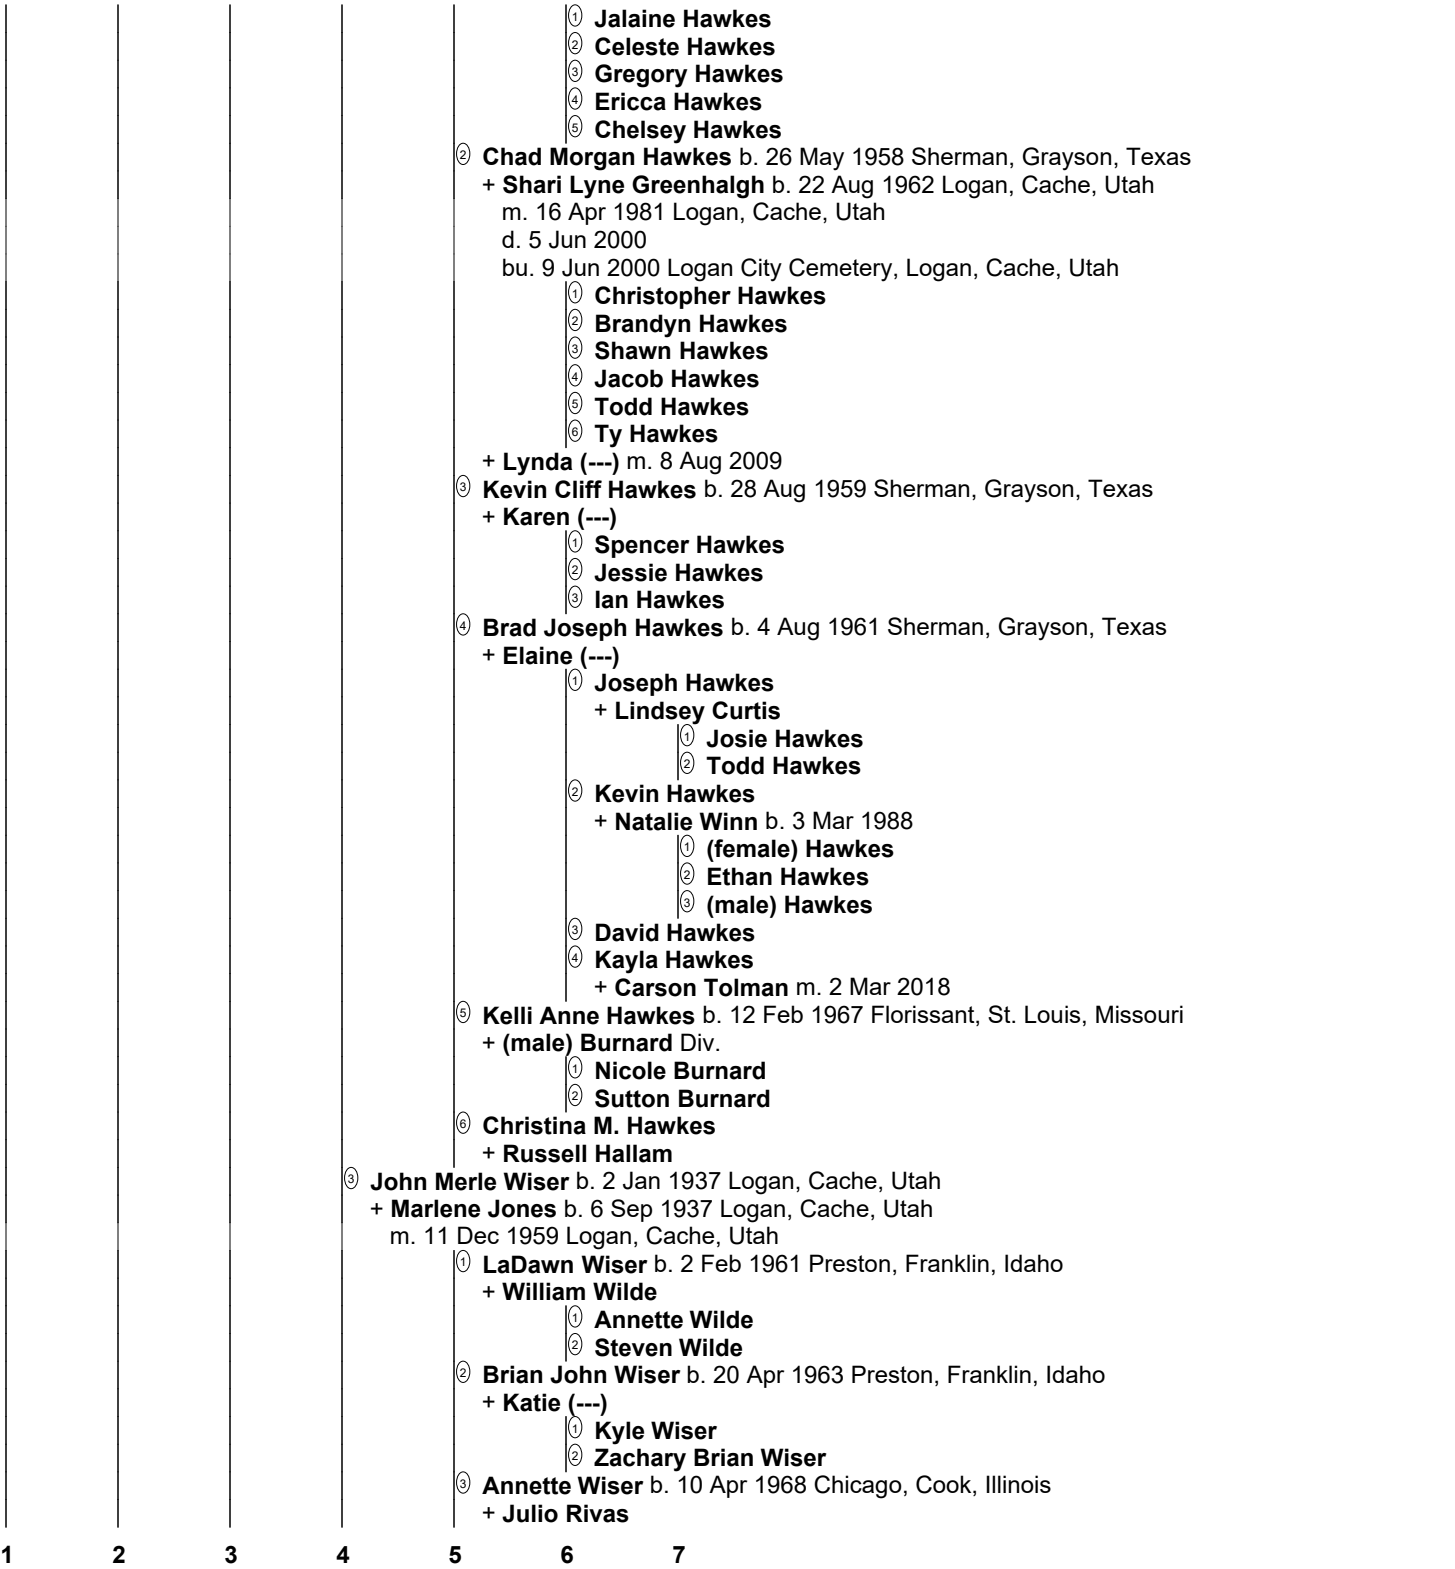 ① Jalaine Hawkes
② Celeste Hawkes
③ Gregory Hawkes
④ Ericca Hawkes
⑤ Chelsey Hawkes
② Chad Morgan Hawkes b. 26 May 1958 Sherman, Grayson, Texas
+ Shari Lyne Greenhalgh b. 22 Aug 1962 Logan, Cache, Utah
m. 16 Apr 1981 Logan, Cache, Utah
d. 5 Jun 2000
bu. 9 Jun 2000 Logan City Cemetery, Logan, Cache, Utah
① Christopher Hawkes
② Brandyn Hawkes
③ Shawn Hawkes
④ Jacob Hawkes
⑤ Todd Hawkes
⑥ Ty Hawkes
+ Lynda (---) m. 8 Aug 2009
③ Kevin Cliff Hawkes b. 28 Aug 1959 Sherman, Grayson, Texas
+ Karen (---)
① Spencer Hawkes
② Jessie Hawkes
③ Ian Hawkes
④ Brad Joseph Hawkes b. 4 Aug 1961 Sherman, Grayson, Texas
+ Elaine (---)
① Joseph Hawkes
+ Lindsey Curtis
① Josie Hawkes
② Todd Hawkes
② Kevin Hawkes
+ Natalie Winn b. 3 Mar 1988
① (female) Hawkes
② Ethan Hawkes
③ (male) Hawkes
③ David Hawkes
④ Kayla Hawkes
+ Carson Tolman m. 2 Mar 2018
⑤ Kelli Anne Hawkes b. 12 Feb 1967 Florissant, St. Louis, Missouri
+ (male) Burnard Div.
① Nicole Burnard
② Sutton Burnard
⑥ Christina M. Hawkes
+ Russell Hallam
③ John Merle Wiser b. 2 Jan 1937 Logan, Cache, Utah
+ Marlene Jones b. 6 Sep 1937 Logan, Cache, Utah
m. 11 Dec 1959 Logan, Cache, Utah
① LaDawn Wiser b. 2 Feb 1961 Preston, Franklin, Idaho
+ William Wilde
① Annette Wilde
② Steven Wilde
② Brian John Wiser b. 20 Apr 1963 Preston, Franklin, Idaho
+ Katie (---)
① Kyle Wiser
② Zachary Brian Wiser
③ Annette Wiser b. 10 Apr 1968 Chicago, Cook, Illinois
+ Julio Rivas
1 2 3 4 5 6 7